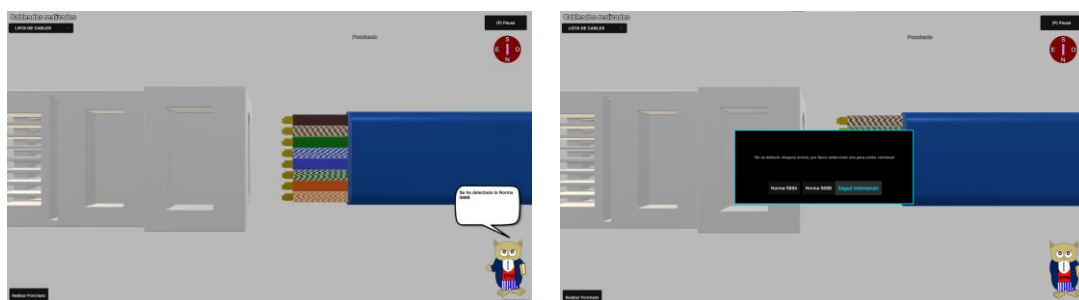 Cableados realizados
LISTA DE CABLES
(P) Pause
Ponchado
S
E
O
N
Se ha detectado la Norma
568B
Realizar Ponchado
Cableados realizados
LISTA DE CABLES
(P) Pause
Ponchado
S
E
O
N
No se detectó ninguna norma, por favor seleccione una para poder continuar
Norma 568A
Norma 568B
Seguir intentando
Realizar Ponchado